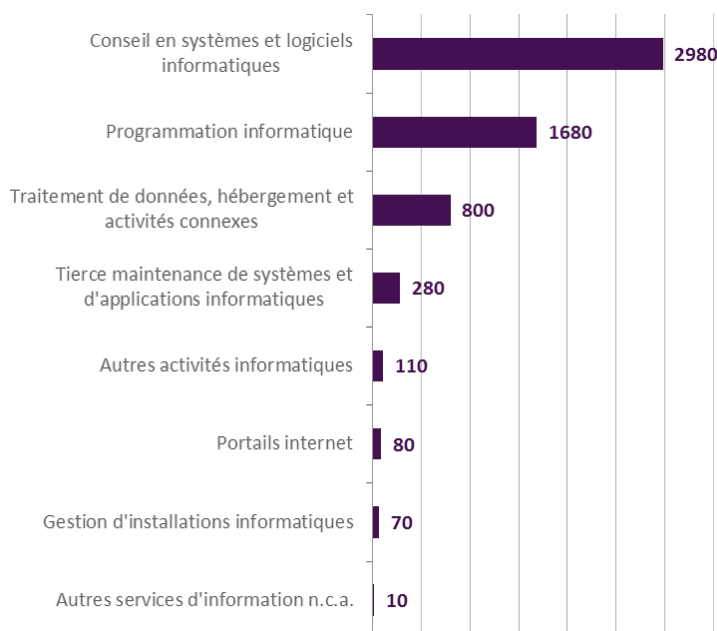 Conseil en systèmes et logiciels
informatiques
2980
Programmation informatique
1680
Traitement de données, hébergement et
activités connexes
800
Tierce maintenance de systèmes et
d'applications informatiques
280
Autres activités informatiques
110
Portails internet
80
Gestion d'installations informatiques
70
Autres services d'information n.c.a.
10